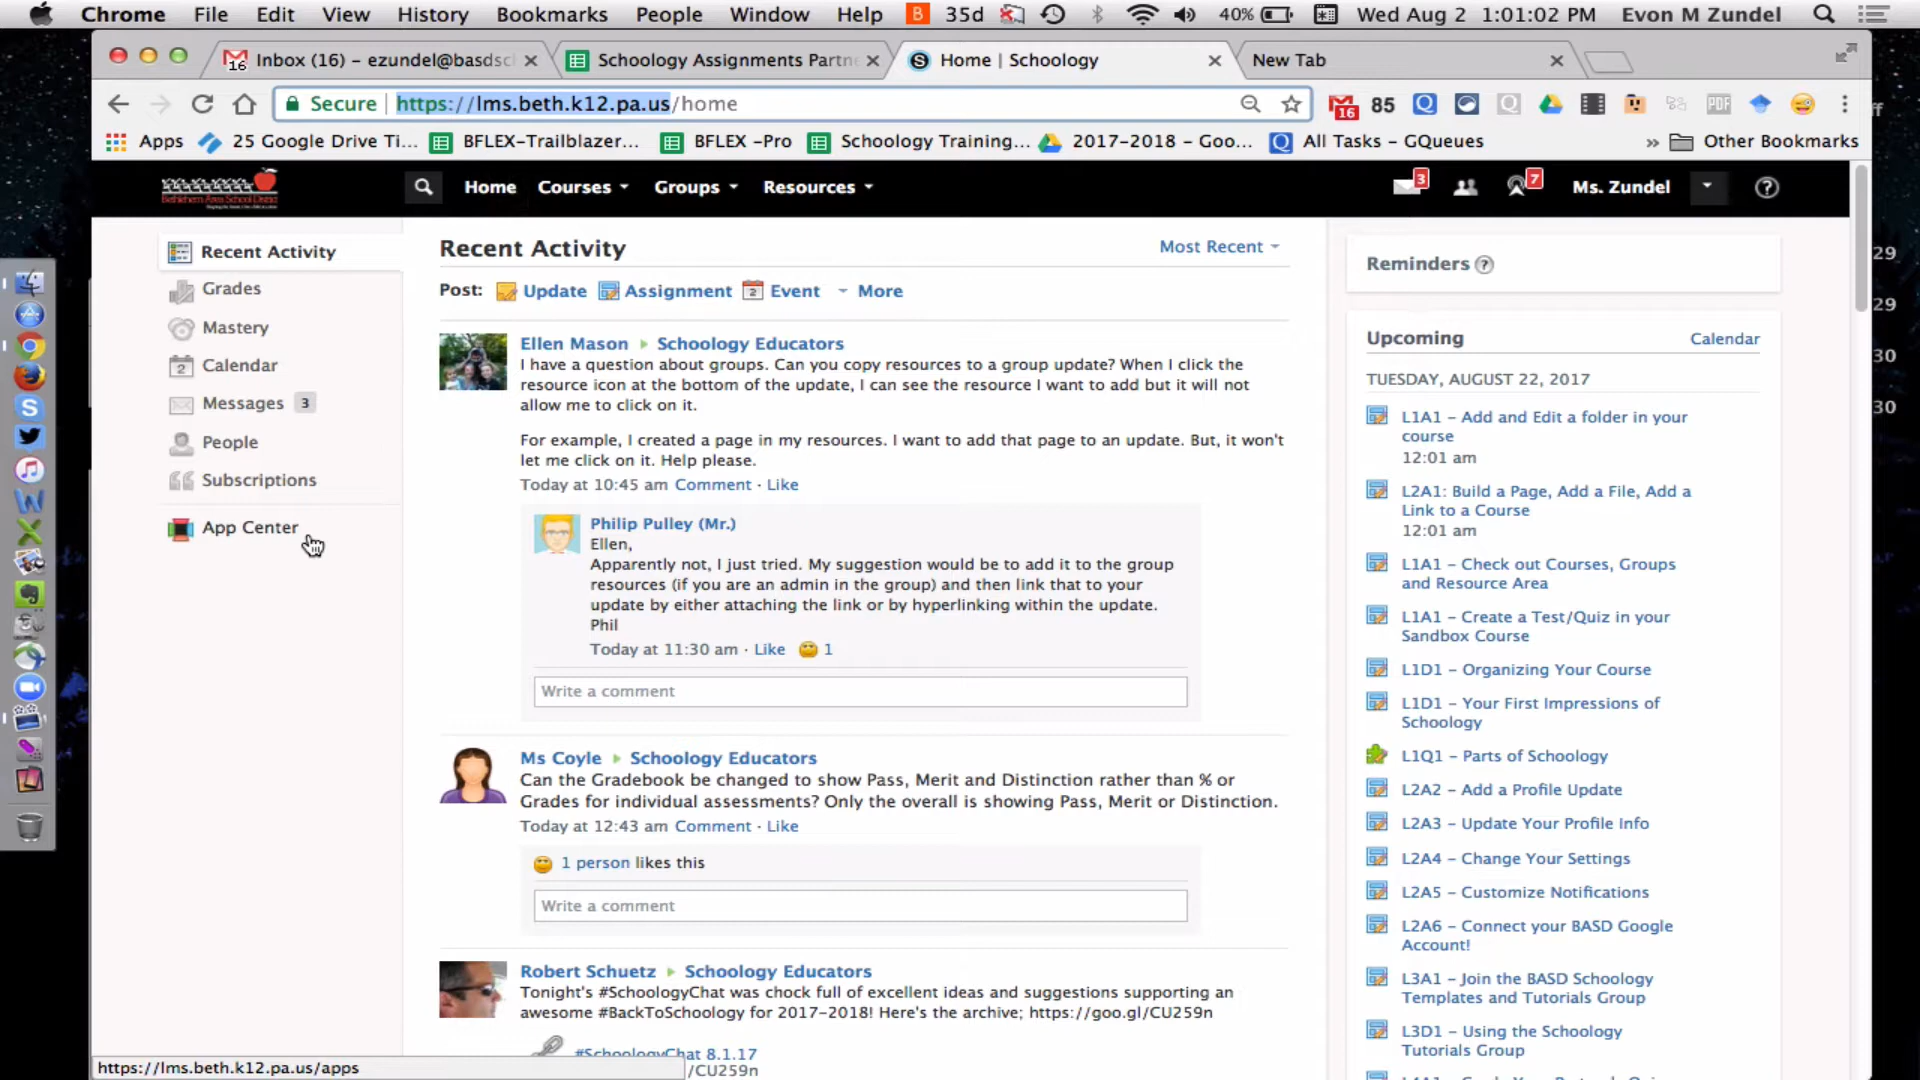 Chrome File Edit View History Bookmarks People Window Help B 35d 40% Wed Aug 2 1:01:02 PM Evon M Zundel
16 Inbox (16) – ezundel@basdsc Schoology Assignments Partne Home | Schoology New Tab
Secure https://lms.beth.k12.pa.us/home 16 85 PDF
Apps 25 Google Drive Ti... BFLEX-Trailblazer... BFLEX -Pro Schoology Training... 2017-2018 – Goo... All Tasks – GQueues » Other Bookmarks
Bethlehem Area School District Home Courses Groups Resources 3 7 Ms. Zundel
Recent Activity
Grades
Mastery
2 Calendar
Messages 3
People
Subscriptions
App Center
Recent Activity Most Recent
Post: Update Assignment 2 Event More
Ellen Mason Schoology Educators
I have a question about groups. Can you copy resources to a group update? When I click the
resource icon at the bottom of the update, I can see the resource I want to add but it will not
allow me to click on it.
For example, I created a page in my resources. I want to add that page to an update. But, it won't
let me click on it. Help please.
Today at 10:45 am Comment · Like
Philip Pulley (Mr.)
Ellen,
Apparently not, I just tried. My suggestion would be to add it to the group
resources (if you are an admin in the group) and then link that to your
update by either attaching the link or by hyperlinking within the update.
Phil
Today at 11:30 am · Like 1
Write a comment
Ms Coyle Schoology Educators
Can the Gradebook be changed to show Pass, Merit and Distinction rather than % or
Grades for individual assessments? Only the overall is showing Pass, Merit or Distinction.
Today at 12:43 am Comment · Like
1 person likes this
Write a comment
Robert Schuetz Schoology Educators
Tonight's #SchoologyChat was chock full of excellent ideas and suggestions supporting an
awesome #BackToSchoology for 2017-2018! Here's the archive; https://goo.gl/CU259n
#SchoologyChat 8.1.17
/CU259n
Reminders ?
Upcoming Calendar
TUESDAY, AUGUST 22, 2017
L1A1 – Add and Edit a folder in your
course
12:01 am
L2A1: Build a Page, Add a File, Add a
Link to a Course
12:01 am
L1A1 – Check out Courses, Groups
and Resource Area
L1A1 – Create a Test/Quiz in your
Sandbox Course
L1D1 – Organizing Your Course
L1D1 – Your First Impressions of
Schoology
L1Q1 – Parts of Schoology
L2A2 – Add a Profile Update
L2A3 – Update Your Profile Info
L2A4 – Change Your Settings
L2A5 – Customize Notifications
L2A6 – Connect your BASD Google
Account!
L3A1 – Join the BASD Schoology
Templates and Tutorials Group
L3D1 – Using the Schoology
Tutorials Group
https://lms.beth.k12.pa.us/apps
ff
29
29
30
30